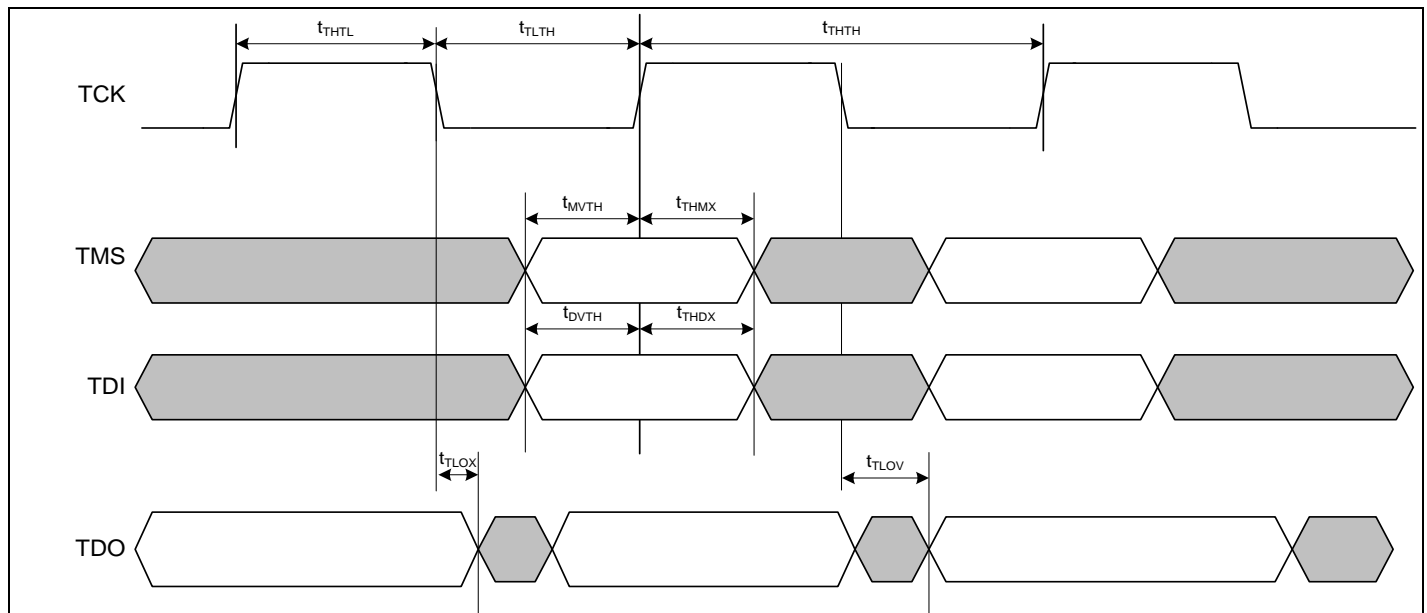 tTHTL tTLTH tTHTH
TCK
tMVTH tTHMX
TMS
tDVTH tTHDX
TDI
tTLOX tTLOV
TDO